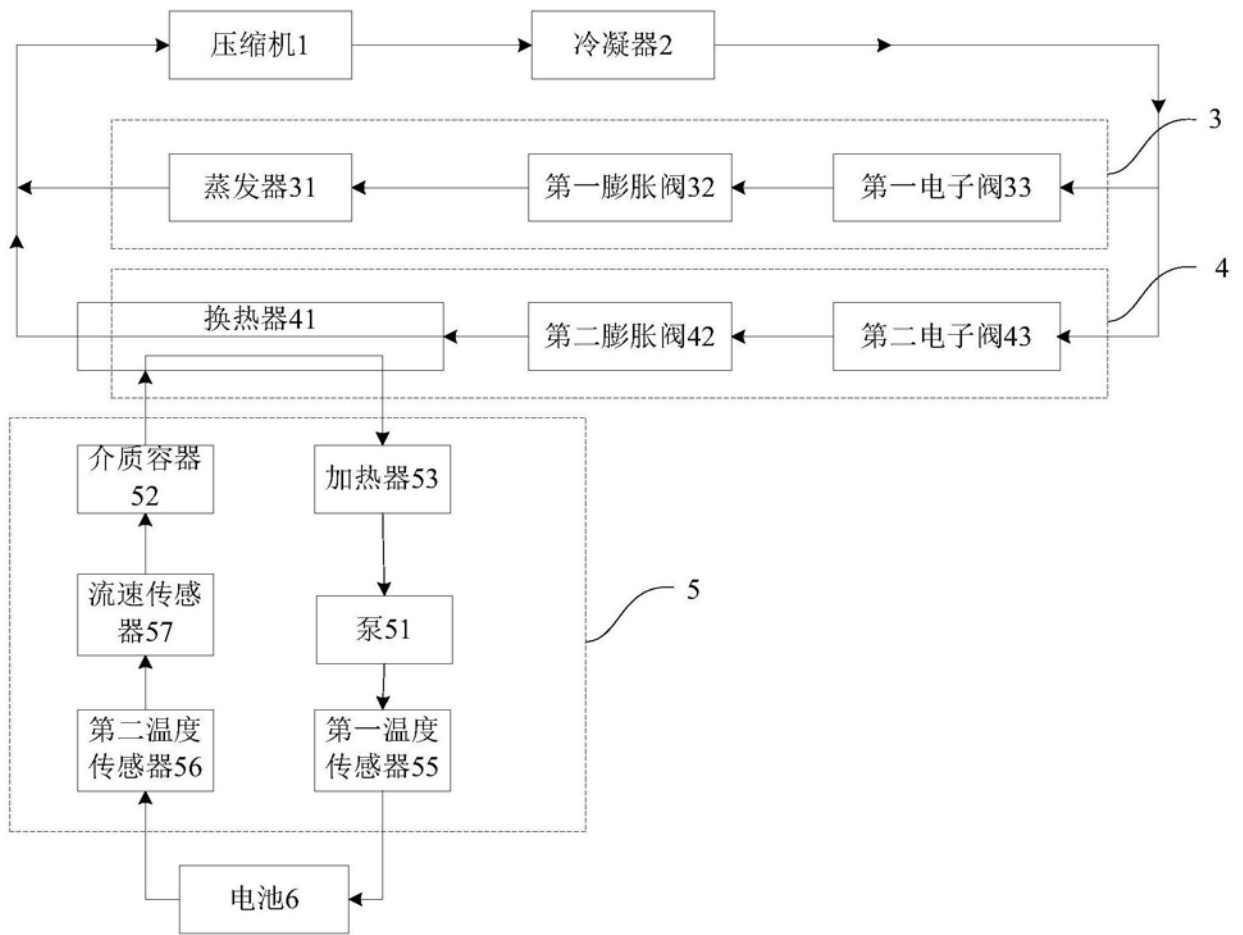 压缩机1
冷凝器2
3
蒸发器31
第一膨胀阀32
第一电子阀33
4
换热器41
第二膨胀阀42
第二电子阀43
介质容器
52
加热器53
5
流速传感
器57
泵51
第二温度
传感器56
第一温度
传感器55
电池6